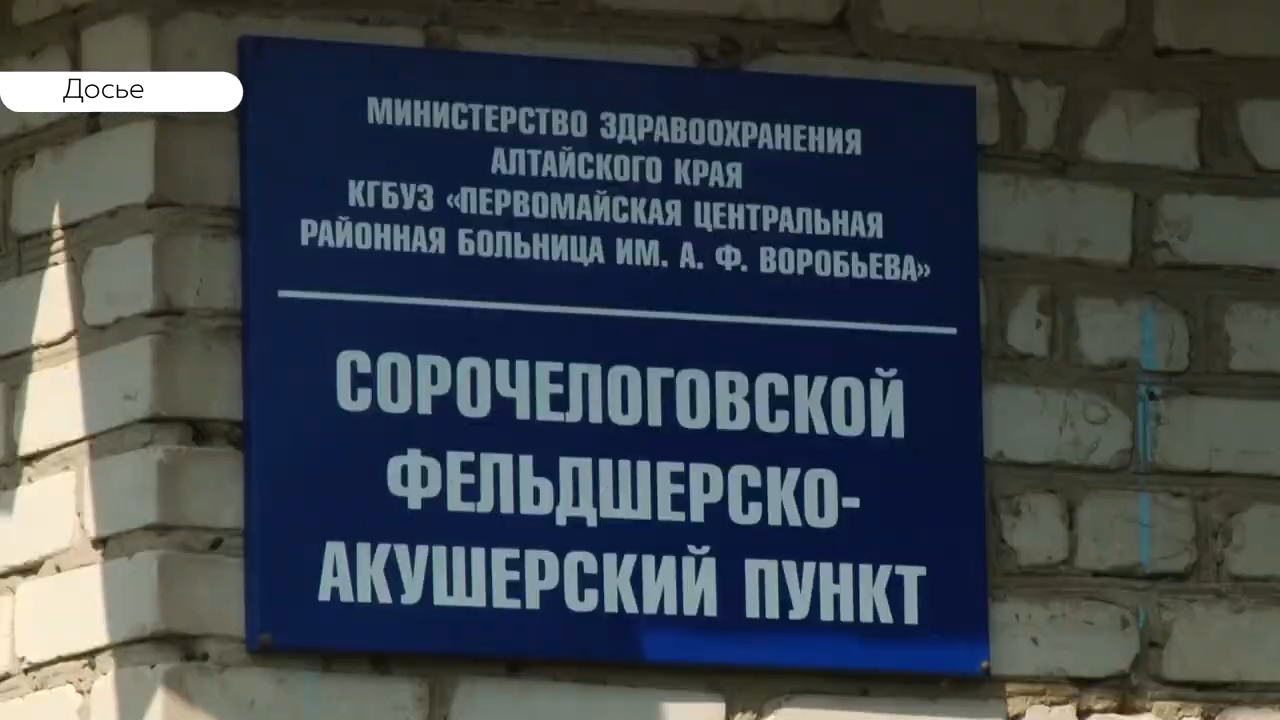 Досье
МИНИСТЕРСТВО ЗДРАВООХРАНЕНИЯ
АЛТАЙСКОГО КРАЯ
КГБУЗ «ПЕРВОМАЙСКАЯ ЦЕНТРАЛЬНАЯ
РАЙОННАЯ БОЛЬНИЦА ИМ. А. Ф. ВОРОБЬЕВА»
СОРОЧЕЛОГОВСКОЙ
ФЕЛЬДШЕРСКО-
АКУШЕРСКИЙ ПУНКТ